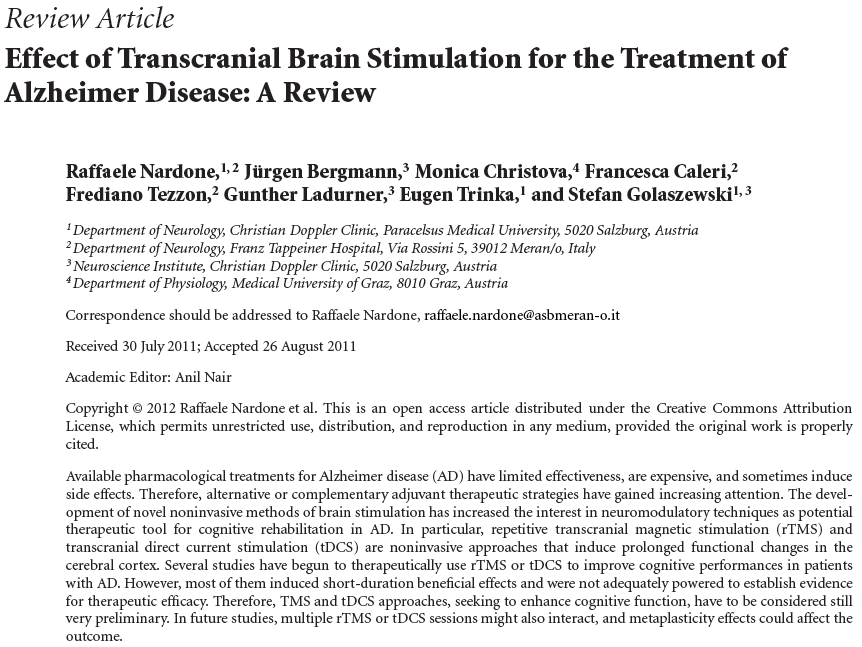 Review Article
Effect of Transcranial Brain Stimulation for the Treatment of
Alzheimer Disease: A Review
Raffaele Nardone,1, 2 Jürgen Bergmann,3 Monica Christova,4 Francesca Caleri,2
Frediano Tezzon,2 Gunther Ladurner,3 Eugen Trinka,1 and Stefan Golaszewski1, 3
1 Department of Neurology, Christian Doppler Clinic, Paracelsus Medical University, 5020 Salzburg, Austria
2 Department of Neurology, Franz Tappeiner Hospital, Via Rossini 5, 39012 Meran/o, Italy
3 Neuroscience Institute, Christian Doppler Clinic, 5020 Salzburg, Austria
4 Department of Physiology, Medical University of Graz, 8010 Graz, Austria
Correspondence should be addressed to Raffaele Nardone, raffaele.nardone@asbmeran-o.it
Received 30 July 2011; Accepted 26 August 2011
Academic Editor: Anil Nair
Copyright © 2012 Raffaele Nardone et al. This is an open access article distributed under the Creative Commons Attribution
License, which permits unrestricted use, distribution, and reproduction in any medium, provided the original work is properly
cited.
Available pharmacological treatments for Alzheimer disease (AD) have limited effectiveness, are expensive, and sometimes induce
side effects. Therefore, alternative or complementary adjuvant therapeutic strategies have gained increasing attention. The devel-
opment of novel noninvasive methods of brain stimulation has increased the interest in neuromodulatory techniques as potential
therapeutic tool for cognitive rehabilitation in AD. In particular, repetitive transcranial magnetic stimulation (rTMS) and
transcranial direct current stimulation (tDCS) are noninvasive approaches that induce prolonged functional changes in the
cerebral cortex. Several studies have begun to therapeutically use rTMS or tDCS to improve cognitive performances in patients
with AD. However, most of them induced short-duration beneficial effects and were not adequately powered to establish evidence
for therapeutic efficacy. Therefore, TMS and tDCS approaches, seeking to enhance cognitive function, have to be considered still
very preliminary. In future studies, multiple rTMS or tDCS sessions might also interact, and metaplasticity effects could affect the
outcome.